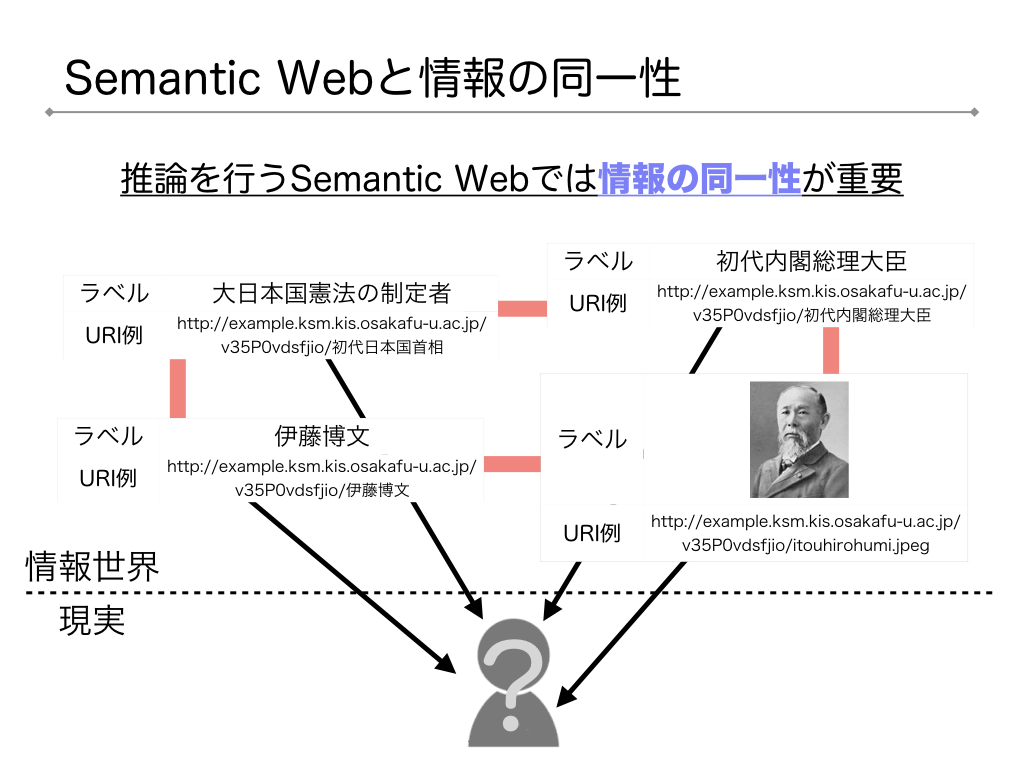 Semantic Webと情報の同一性
推論を行うSemantic Webでは情報の同一性が重要
ラベル 大日本国憲法の制定者
URI例 http://example.ksm.kis.osakafu-u.ac.jp/
v35P0vdsfjio/初代日本国首相
ラベル 初代内閣総理大臣
URI例 http://example.ksm.kis.osakafu-u.ac.jp/
v35P0vdsfjio/初代内閣総理大臣
ラベル 伊藤博文
URI例 http://example.ksm.kis.osakafu-u.ac.jp/
v35P0vdsfjio/伊藤博文
ラベル
URI例 http://example.ksm.kis.osakafu-u.ac.jp/
v35P0vdsfjio/itouhirohumi.jpeg
情報世界
現実
?